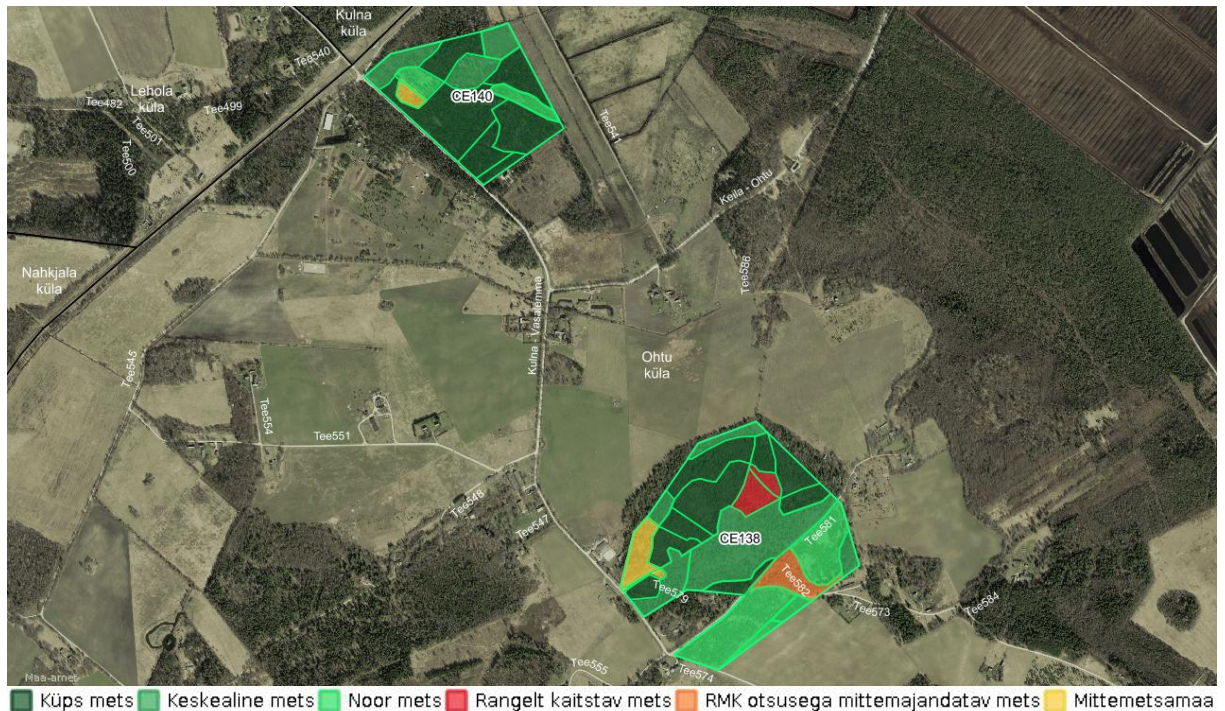 Kulna
küla
Tee540
Lehola
küla
Tee482
Tee499
Tee501
Tee500
CE140
Tee541
Keila - Ohtu
Nahkjala
küla
Tee586
Kulna - Vasalemma
Ohtu
küla
Tee545
Tee554
Tee551
Tee548
Tee547
CE138
Tee581
Tee582
Tee579
Tee573
Tee584
Tee574
Tee555
Maa-amet
Küps mets Keskealine mets Noor mets Rangelt kaitstav mets RMK otsusega mittemajandatav mets Mittemetsamaa